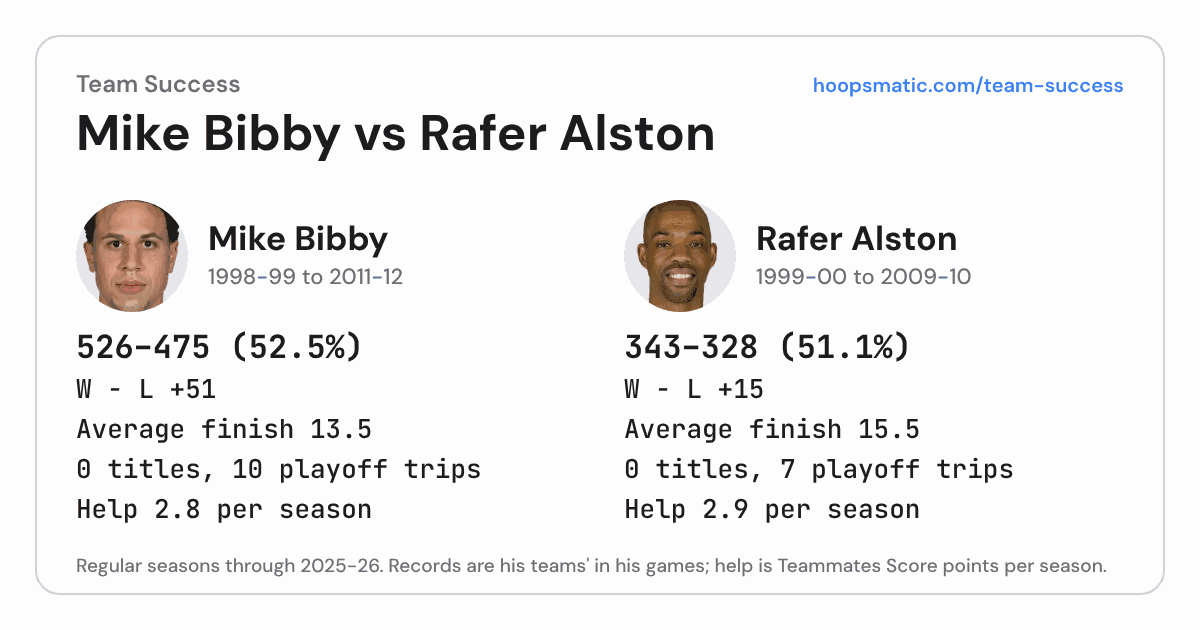 Team Success
hoopsmatic.com/team-success
Mike Bibby vs Rafer Alston
Mike Bibby
1998-99 to 2011-12
526-475 (52.5%)
W - L +51
Average finish 13.5
0 titles, 10 playoff trips
Help 2.8 per season
Rafer Alston
1999-00 to 2009-10
343-328 (51.1%)
W - L +15
Average finish 15.5
0 titles, 7 playoff trips
Help 2.9 per season
Regular seasons through 2025-26. Records are his teams' in his games; help is Teammates Score points per season.